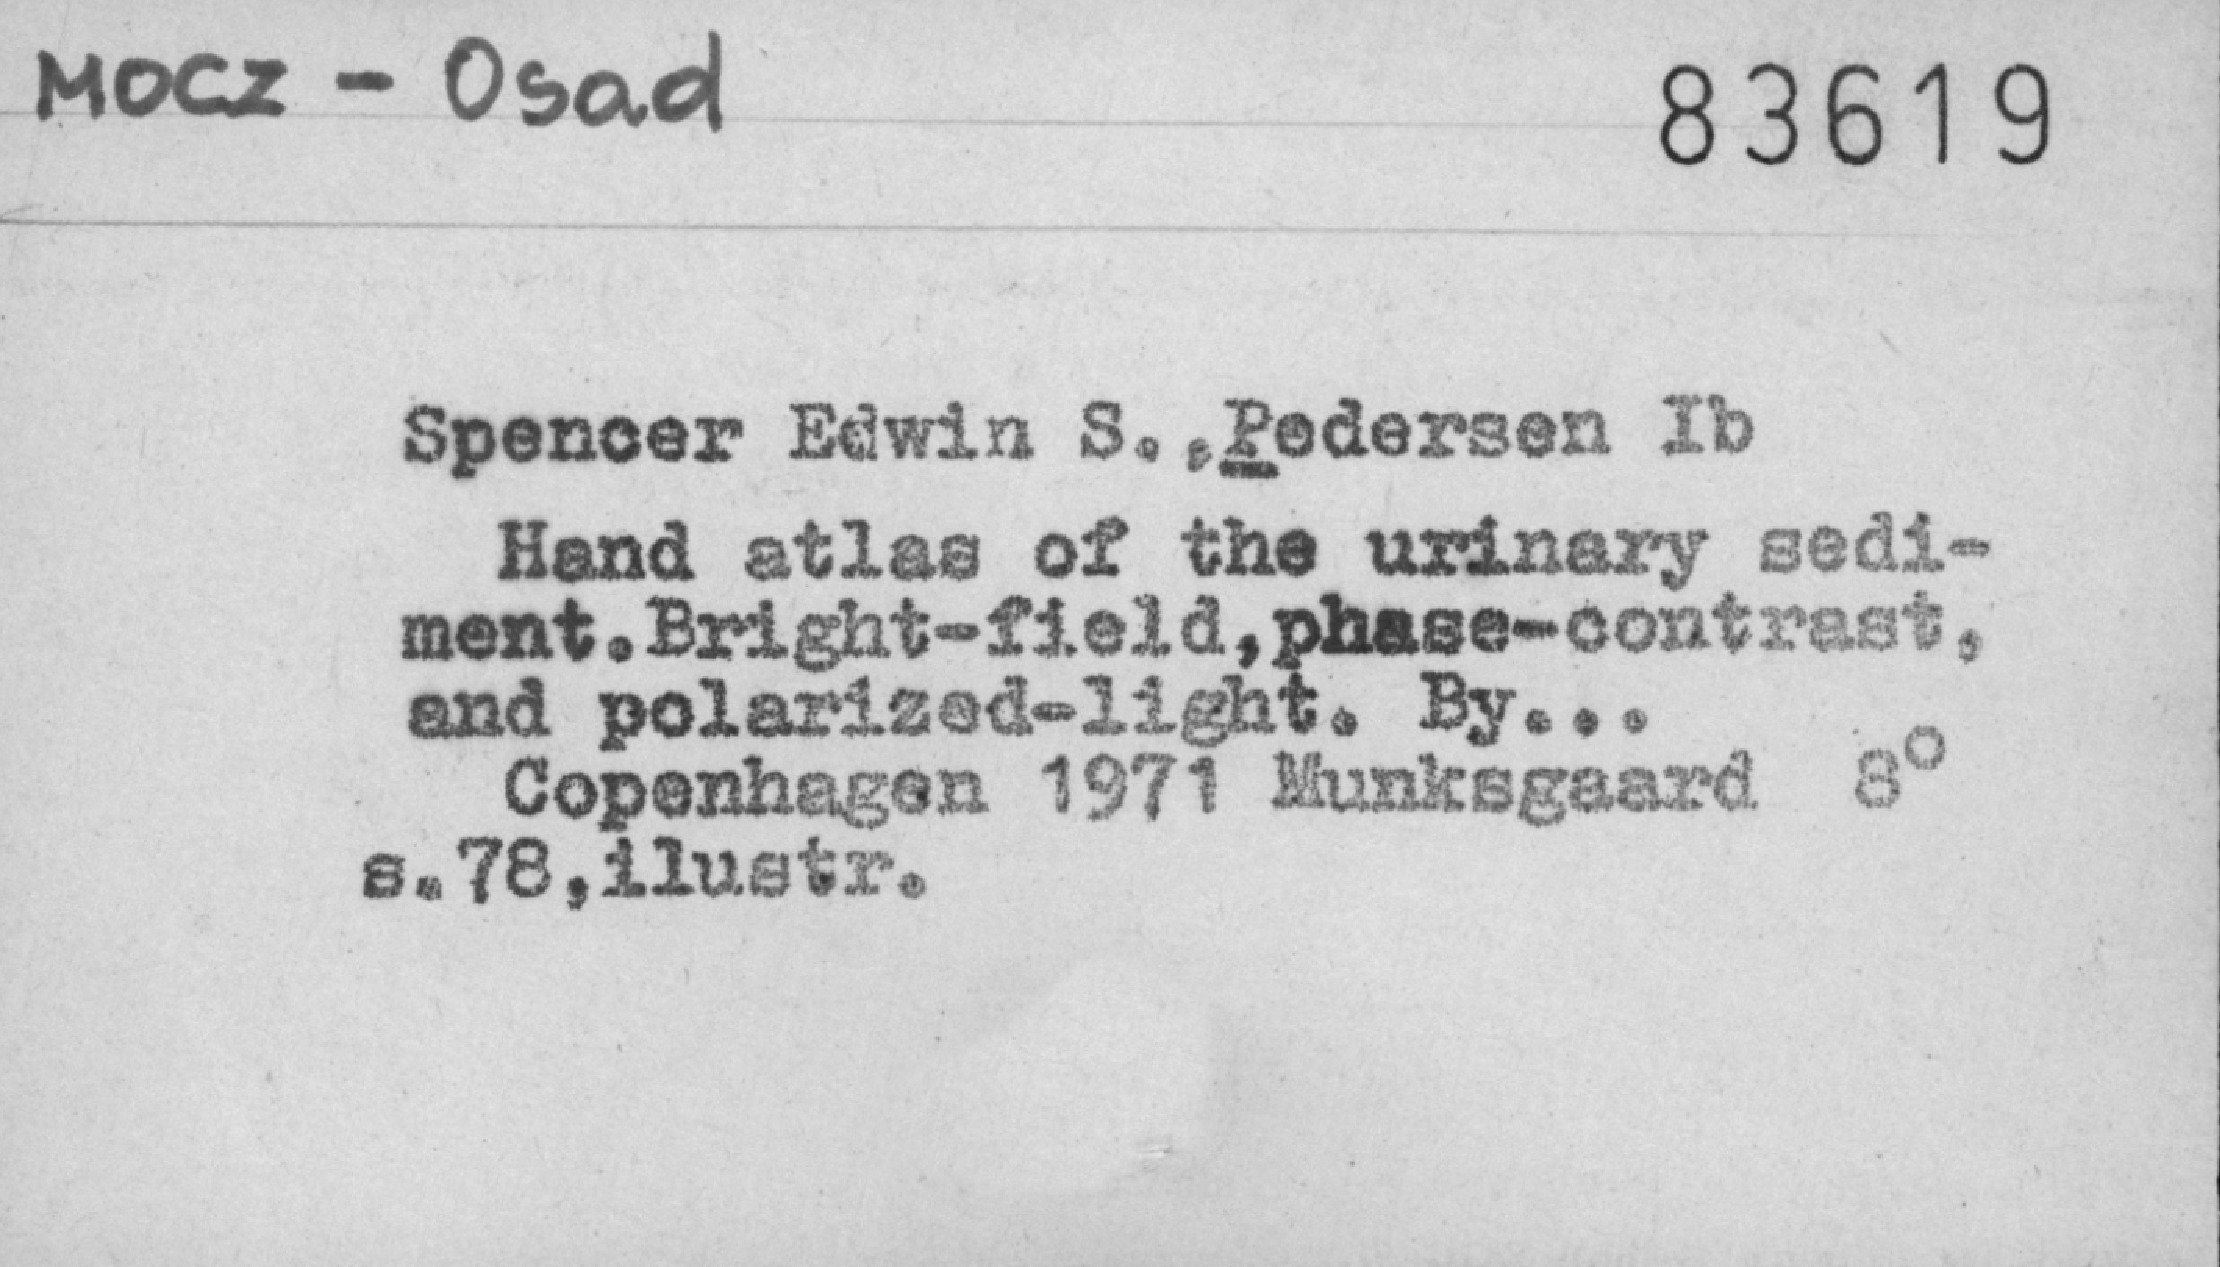 MOCZ - Osad
83619
Spencer Edwin S.,Pedersen Ib
Hand atlas of the urinary sedi-
ment.Bright-field,phase-contrast,
and polarized-light. By...
Copenhagen 1971 Munksgaard 8°
s.78,ilustr.